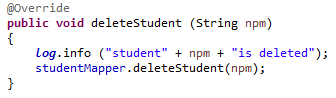 @Override
public void deleteStudent (String npm)
{
log.info ("student" + npm + "is deleted");
studentMapper.deleteStudent(npm);
}